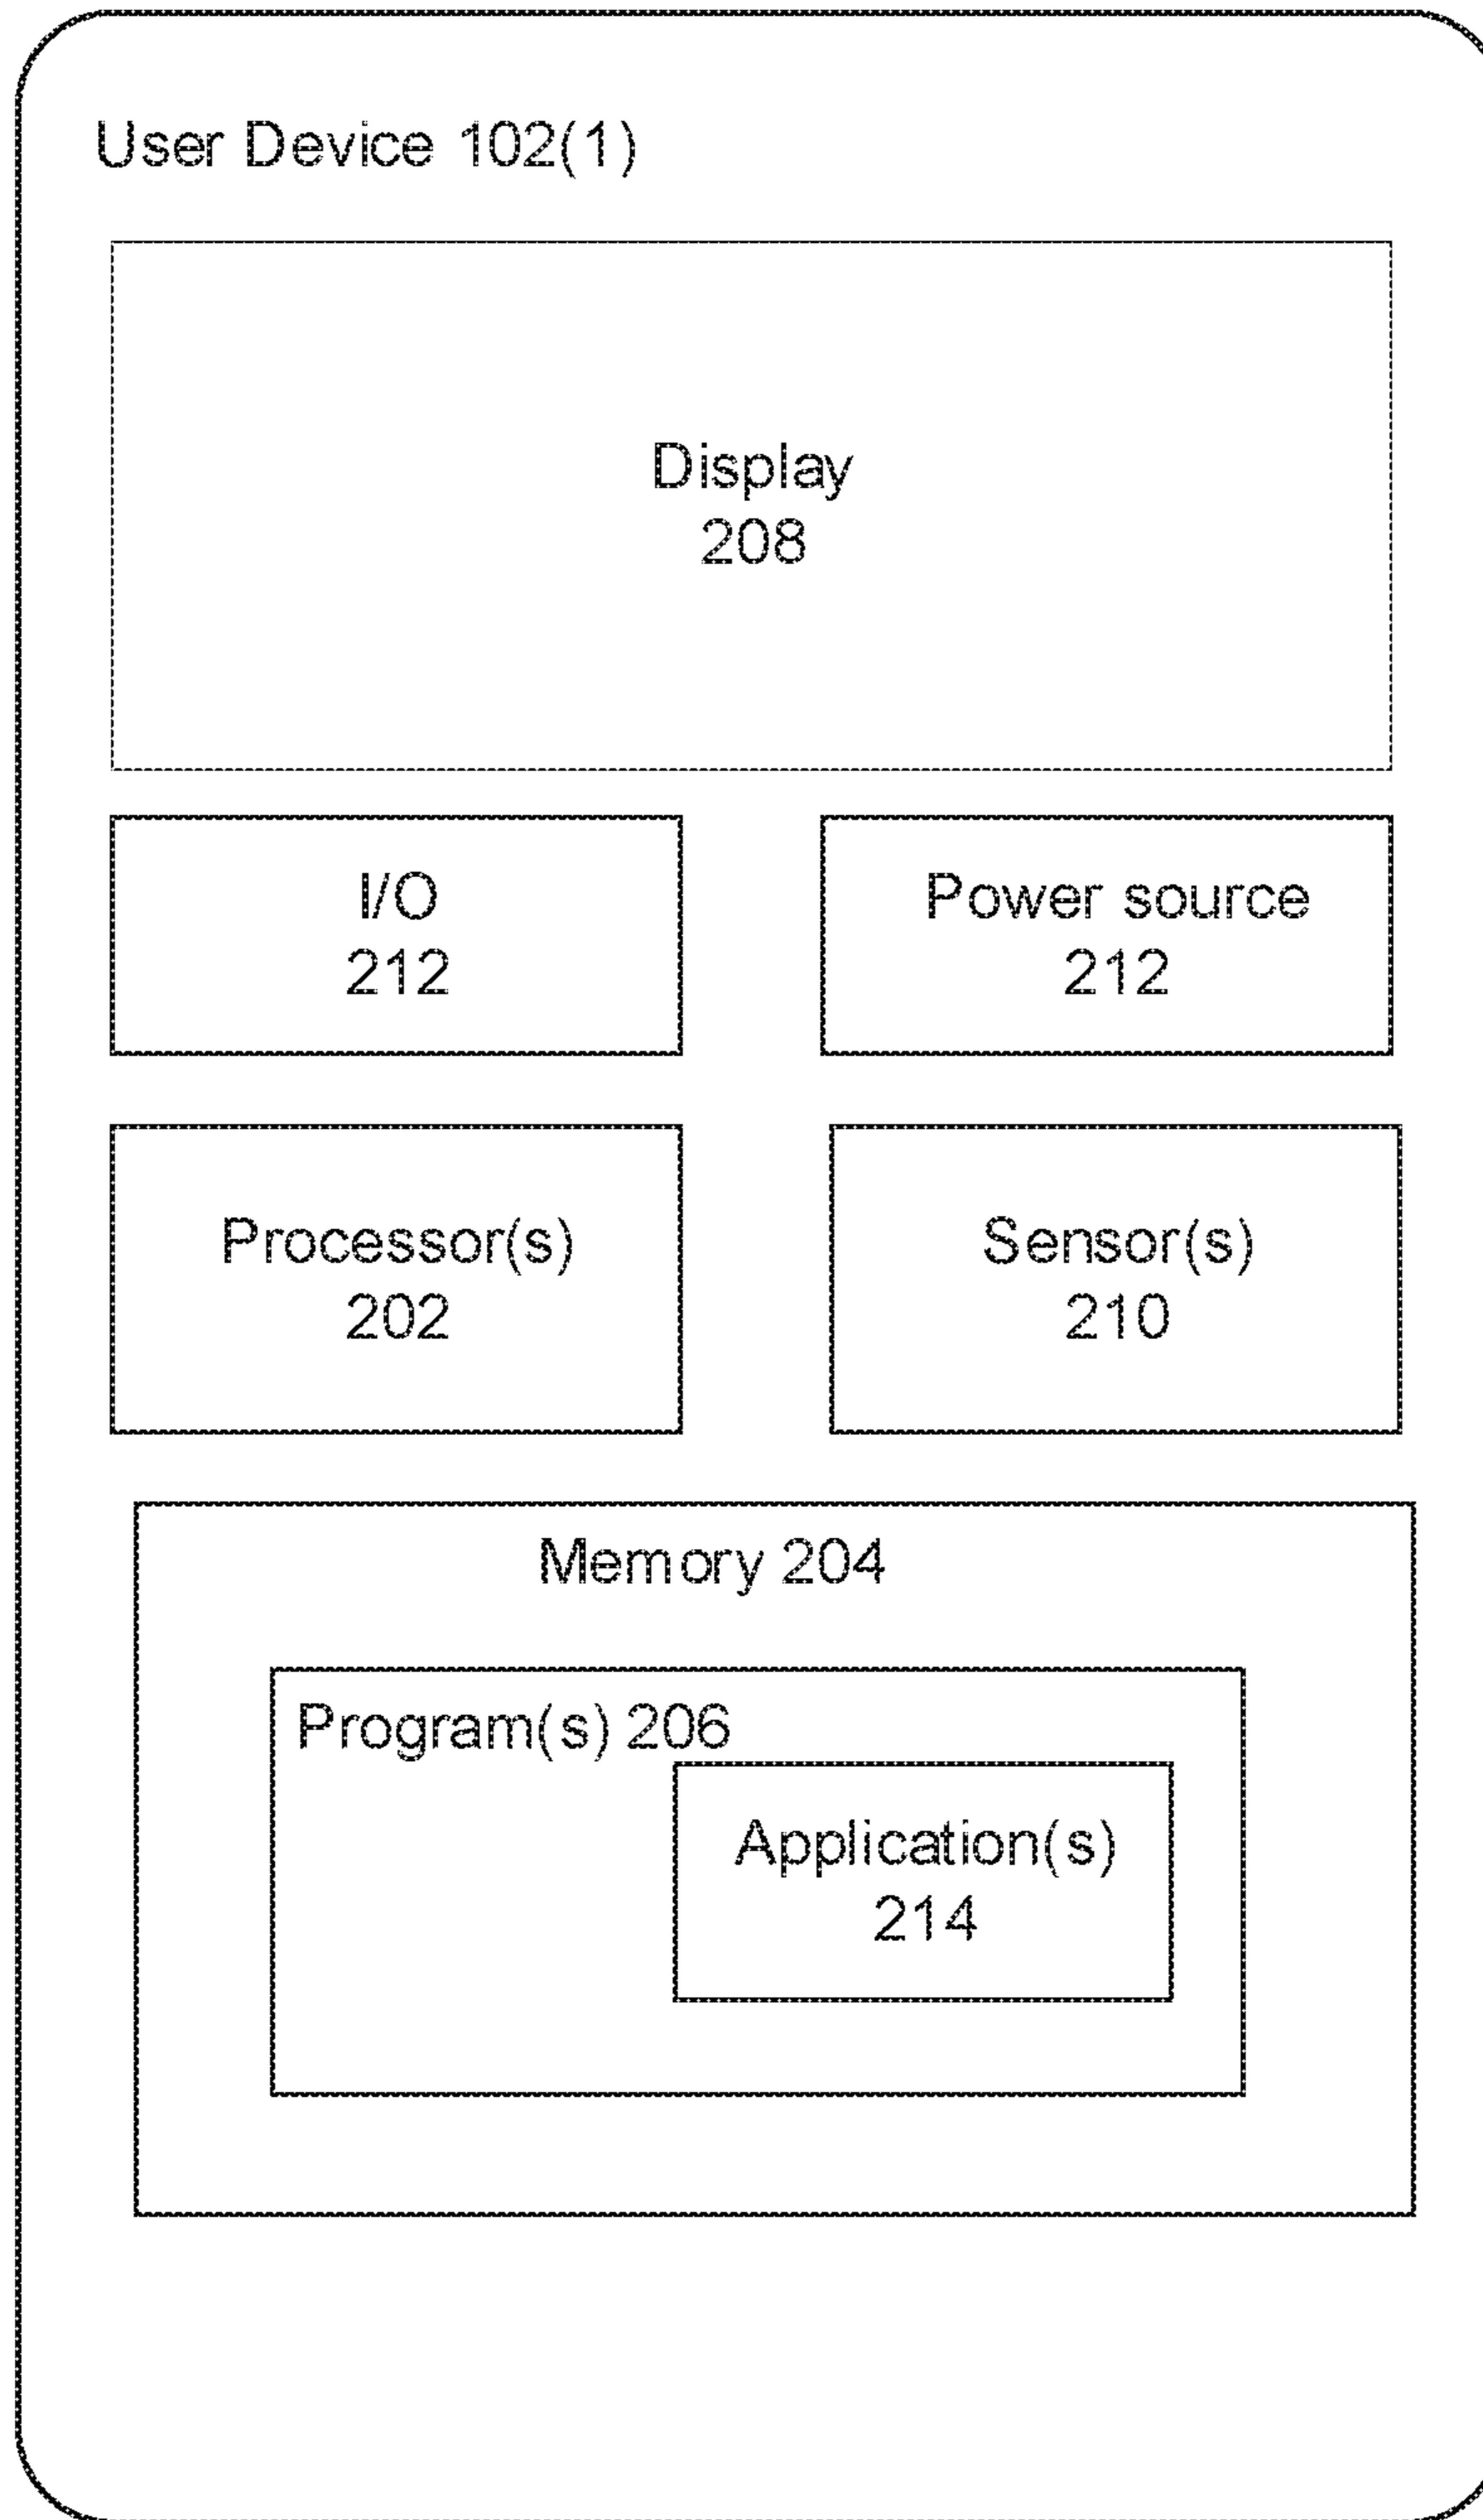 User Device 102(1)
Display
208
I/O
212
Power source
212
Processor(s)
202
Sensor(s)
210
Memory 204
Program(s) 206
Application(s)
214